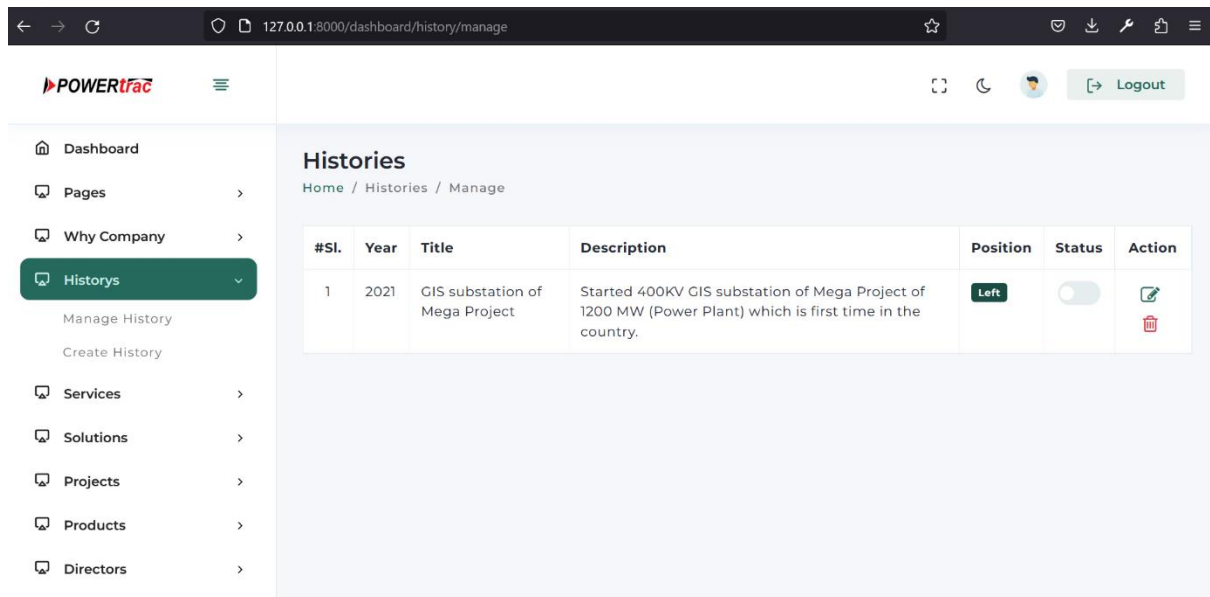 127.0.0.1:8000/dashboard/history/manage
POWERtrac
Logout
Dashboard
Pages
Why Company
Historys
Manage History
Create History
Services
Solutions
Projects
Products
Directors
Histories
Home / Histories / Manage
#Sl. Year Title Description Position Status Action
1 2021 GIS substation of Started 400KV GIS substation of Mega Project of Left
Mega Project 1200 MW (Power Plant) which is first time in the
country.